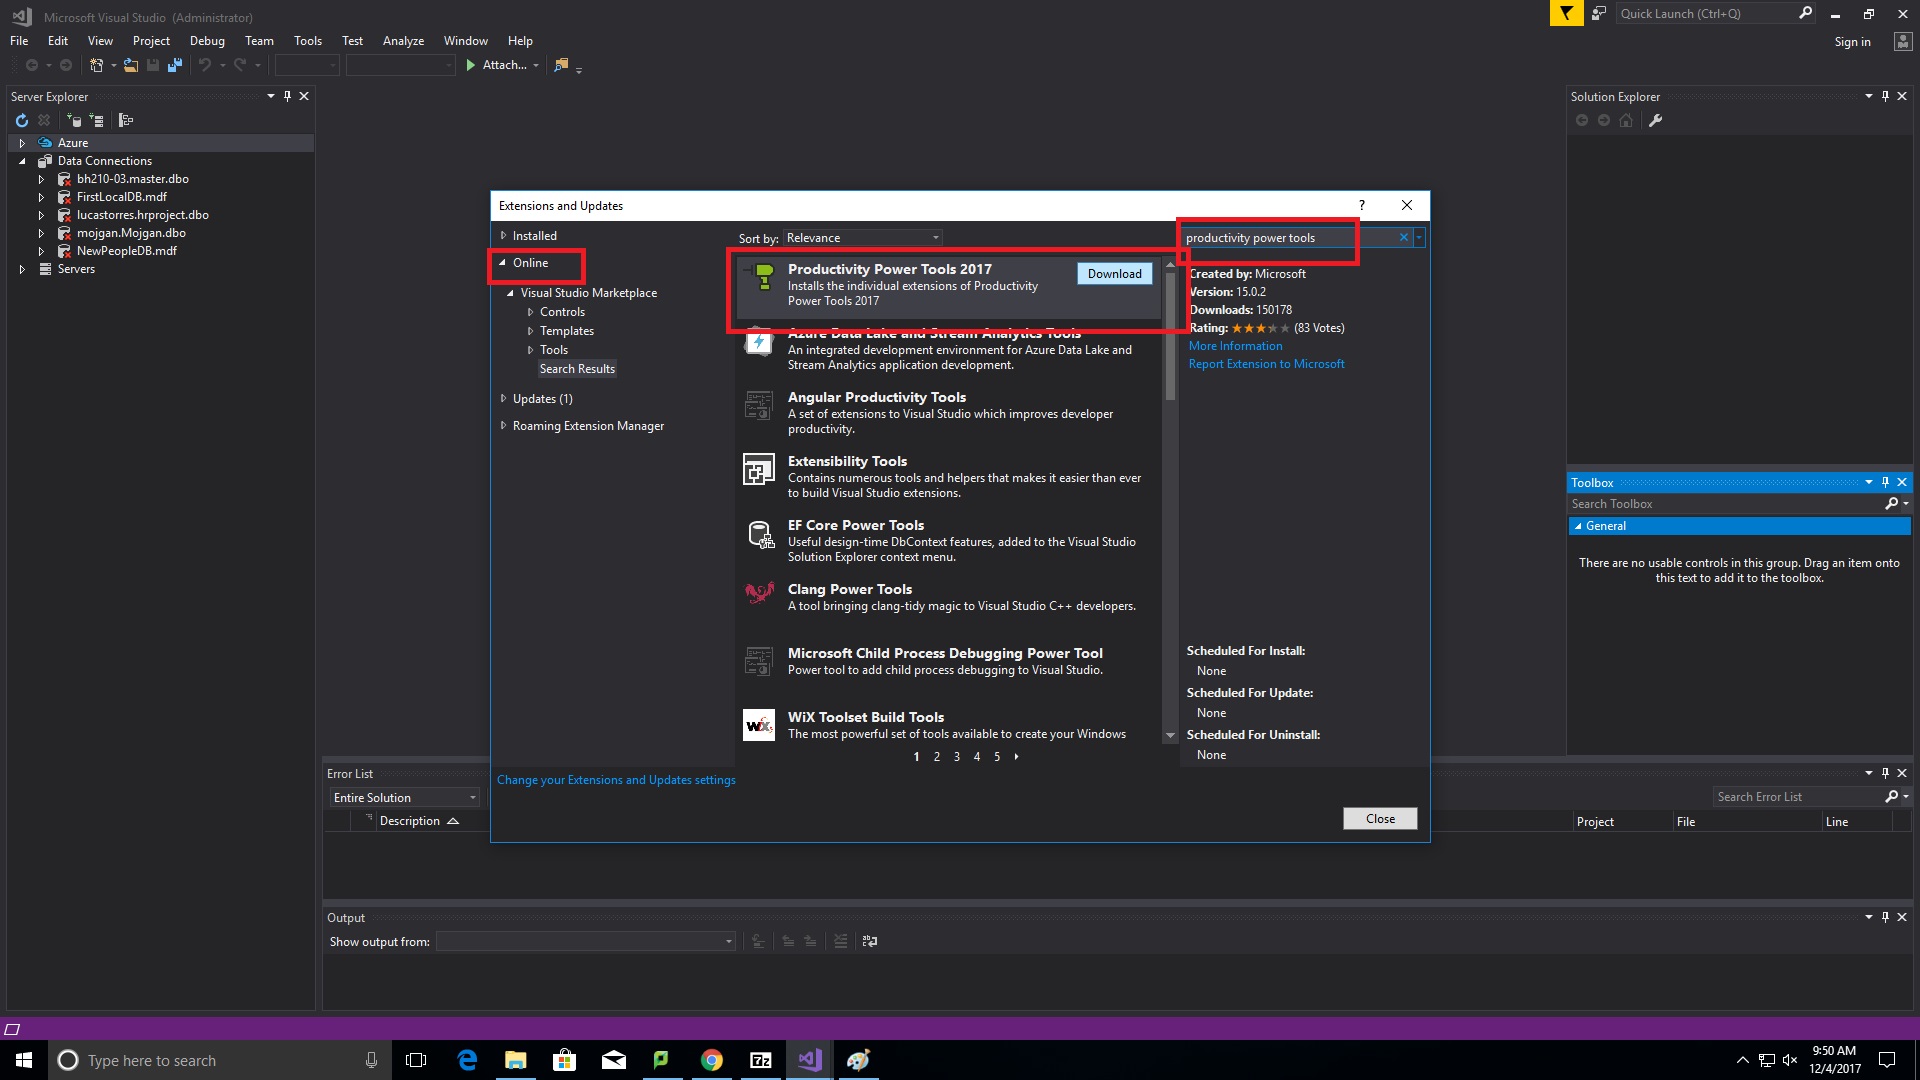 Microsoft Visual Studio (Administrator)
Quick Launch (Ctrl+Q)
File Edit View Project Debug Team Tools Test Analyze Window Help
Sign in
Attach...
Server Explorer
Azure
Data Connections
bh210-03.master.dbo
FirstLocalDB.mdf
lucastorres.hrproject.dbo
mojgan.Mojgan.dbo
NewPeopleDB.mdf
Servers
Extensions and Updates
?
Installed
Online
Visual Studio Marketplace
Controls
Templates
Tools
Search Results
Updates (1)
Roaming Extension Manager
Change your Extensions and Updates settings
Sort by: Relevance
Productivity Power Tools 2017
Download
Installs the individual extensions of Productivity
Power Tools 2017
Azure Data Lake and Stream Analytics Tools
An integrated development environment for Azure Data Lake and
Stream Analytics application development.
Angular Productivity Tools
A set of extensions to Visual Studio which improves developer
productivity.
Extensibility Tools
Contains numerous tools and helpers that makes it easier than ever
to build Visual Studio extensions.
EF Core Power Tools
Useful design-time DbContext features, added to the Visual Studio
Solution Explorer context menu.
Clang Power Tools
A tool bringing clang-tidy magic to Visual Studio C++ developers.
Microsoft Child Process Debugging Power Tool
Power tool to add child process debugging to Visual Studio.
WiX
WiX Toolset Build Tools
The most powerful set of tools available to create your Windows
1 2 3 4 5
productivity power tools
Created by: Microsoft
Version: 15.0.2
Downloads: 150178
Rating: (83 Votes)
More Information
Report Extension to Microsoft
Scheduled For Install:
None
Scheduled For Update:
None
Scheduled For Uninstall:
None
Close
Solution Explorer
Toolbox
Search Toolbox
General
There are no usable controls in this group. Drag an item onto
this text to add it to the toolbox.
Error List
Entire Solution
Search Error List
Description
Project File Line
Output
Show output from:
Type here to search
7z
9:50 AM
12/4/2017